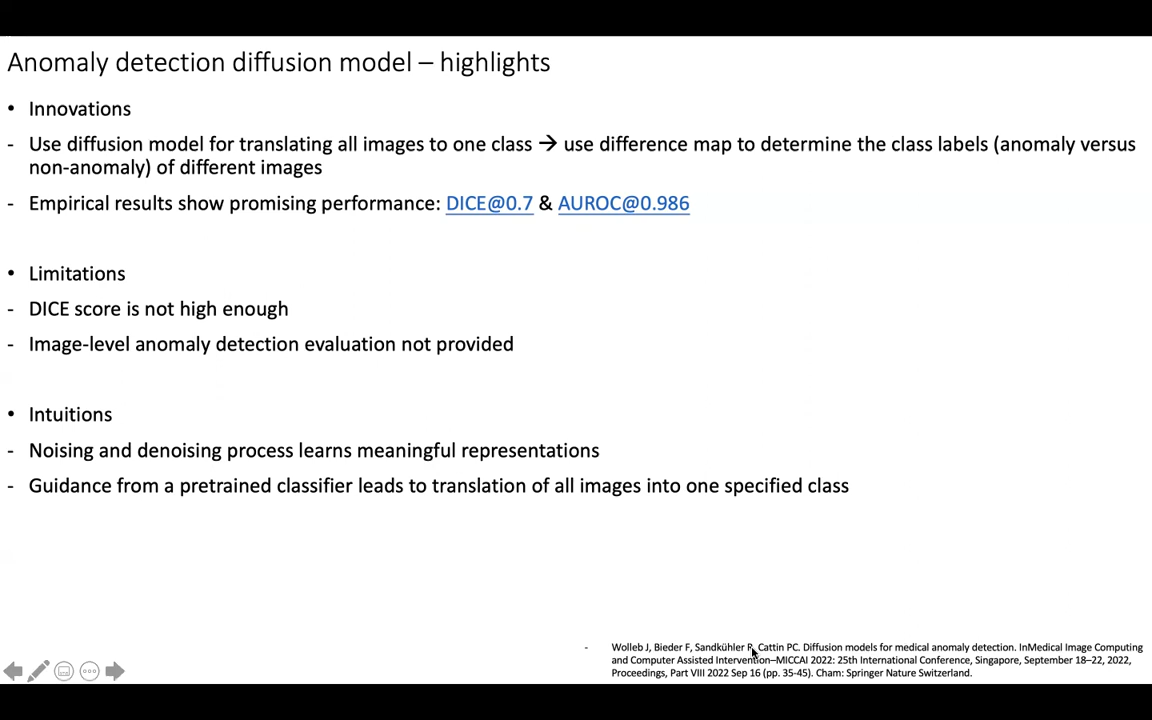 Anomaly detection diffusion model – highlights
• Innovations
- Use diffusion model for translating all images to one class → use difference map to determine the class labels (anomaly versus
non-anomaly) of different images
- Empirical results show promising performance: DICE@0.7 & AUROC@0.986
• Limitations
- DICE score is not high enough
- Image-level anomaly detection evaluation not provided
• Intuitions
- Noising and denoising process learns meaningful representations
- Guidance from a pretrained classifier leads to translation of all images into one specified class
- Wolleb J, Bieder F, Sandkühler R, Cattin PC. Diffusion models for medical anomaly detection. InMedical Image Computing
and Computer Assisted Intervention–MICCAI 2022: 25th International Conference, Singapore, September 18–22, 2022,
Proceedings, Part VIII 2022 Sep 16 (pp. 35-45). Cham: Springer Nature Switzerland.